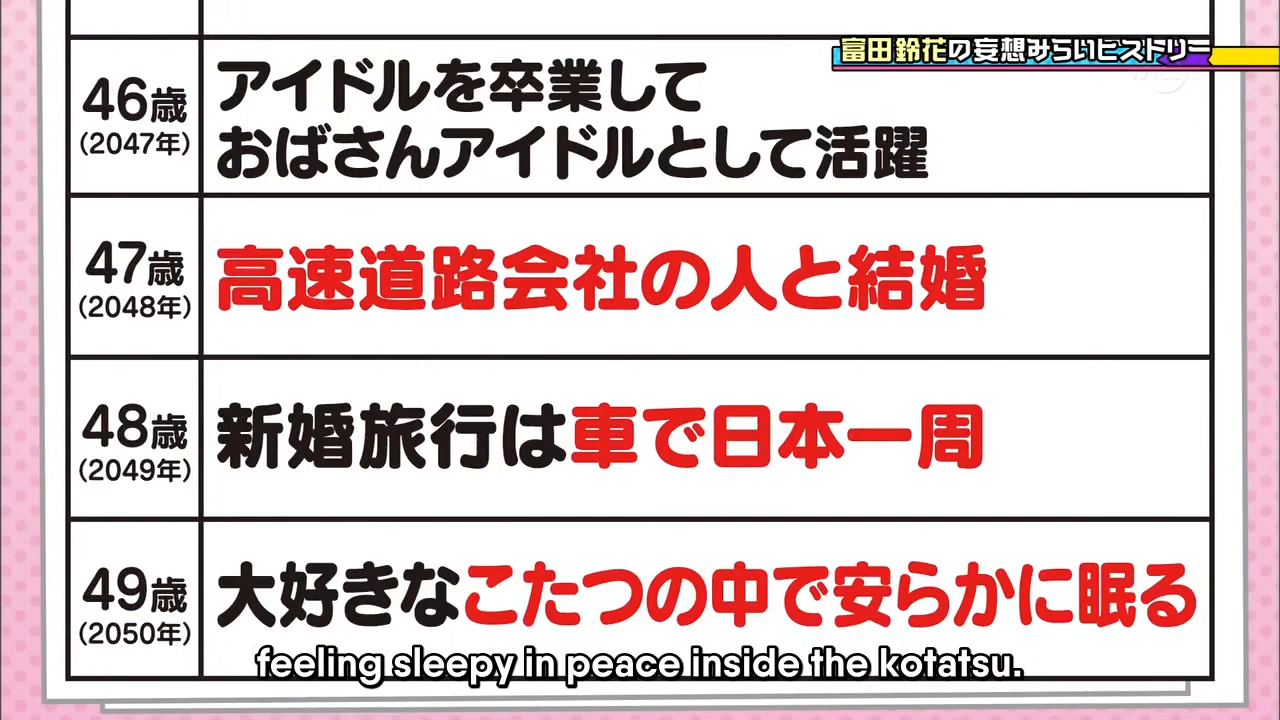 富田鈴花の妄想みらいヒストリー
46歳
(2047年)
アイドルを卒業して
おばさんアイドルとして活躍
47歳
(2048年)
高速道路会社の人と結婚
48歳
(2049年)
新婚旅行は車で日本一周
49歳
(2050年)
大好きなこたつの中で安らかに眠る
feeling sleepy in peace inside the kotatsu.